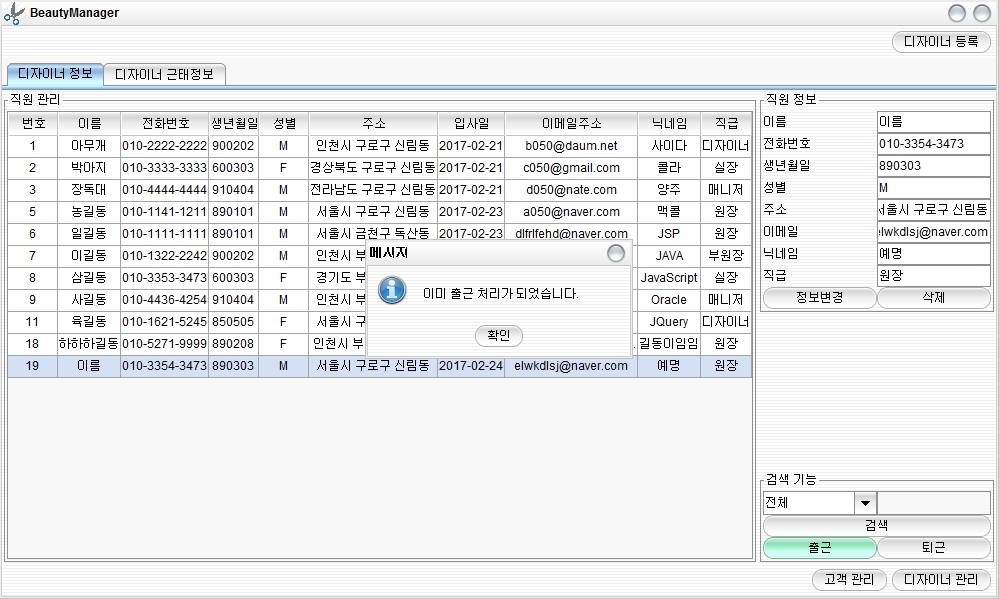 BeautyManager
디자이너 등록
디자이너 정보 디자이너 근태정보
직원 관리
번호 이름 전화번호 생년월일 성별 주소 입사일 이메일주소 닉네임 직급
1 아무개 010-2222-2222 900202 M 인천시 구로구 신림동 2017-02-21 b050@daum.net 사이다 디자이너
2 박아지 010-3333-3333 600303 F 경상북도 구로구 신림동 2017-02-21 c050@gmail.com 콜라 실장
3 장독대 010-4444-4444 910404 M 전라남도 구로구 신림동 2017-02-21 d050@nate.com 양주 매니저
5 농길동 010-1141-1211 890101 M 서울시 구로구 신림동 2017-02-23 a050@naver.com 맥콜 원장
6 일길동 010-1111-1111 890101 M 서울시 금천구 독산동 2017-02-23 dlfrlfehd@naver.com JSP 원장
7 이길동 010-1322-2242 900202 M 인천시 부 JAVA 부원장
8 삼길동 010-3353-3473 600303 F 경기도 부 JavaScript 실장
9 사길동 010-4436-4254 910404 M 인천시 부 Oracle 매니저
11 육길동 010-1621-5245 850505 F 서울시 구 JQuery 디자이너
18 하하하길동 010-5271-9999 890208 F 인천시 부 길동이임임 원장
19 이름 010-3354-3473 890303 M 서울시 구로구 신림동 2017-02-24 elwkdlsj@naver.com 예명 원장
메시지
이미 출근 처리가 되었습니다.
확인
직원 정보
이름 이름
전화번호 010-3354-3473
생년월일 890303
성별 M
주소 서울시 구로구 신림동
이메일 elwkdlsj@naver.com
닉네임 예명
직급 원장
정보변경 삭제
검색 기능
전체
검색
출근 퇴근
고객 관리 디자이너 관리